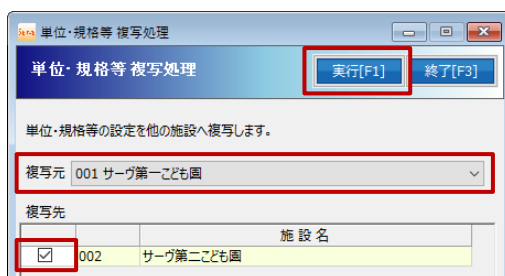 単位・規格等 複写処理
単位・規格等 複写処理 実行[F1] 終了[F3]
単位・規格等の設定を他の施設へ複写します。
複写元 001 サーヴ第一こども園
複写先
施 設 名
002 サーヴ第二こども園